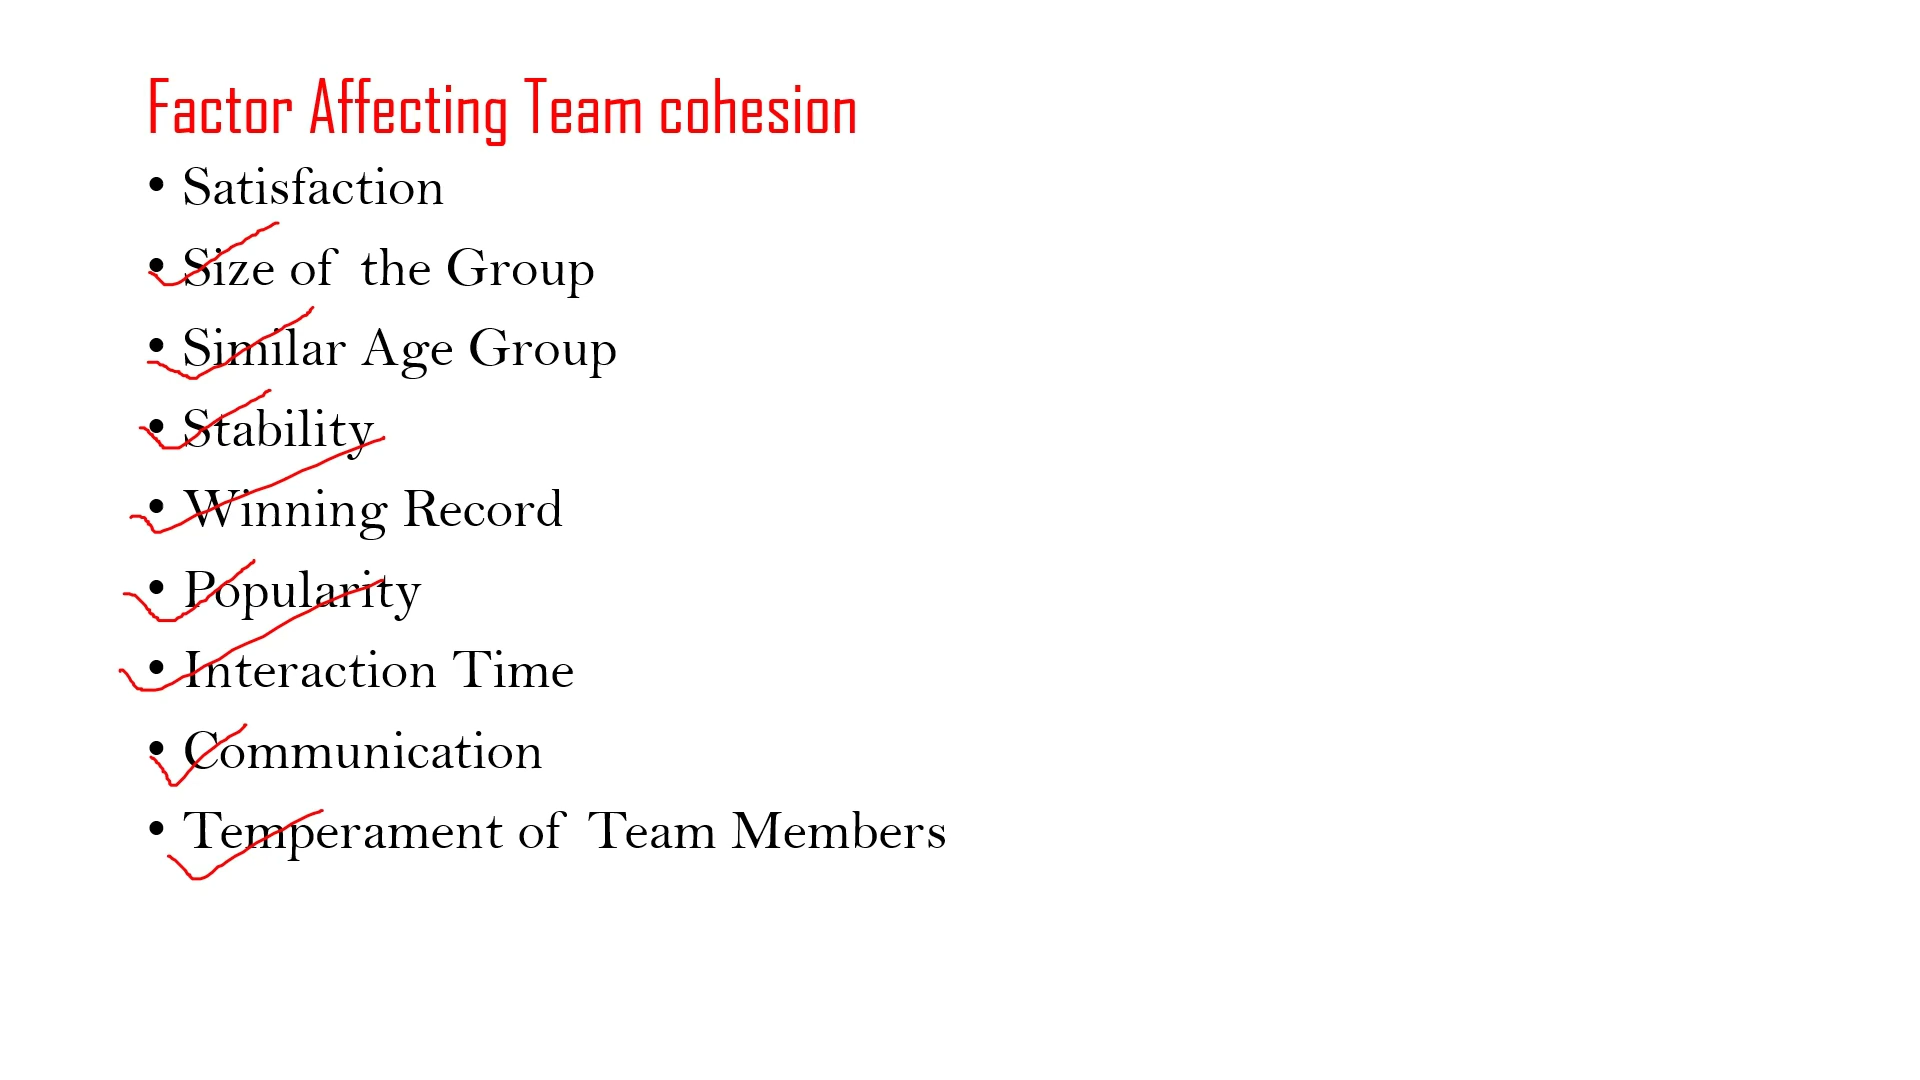 Factor Affecting Team cohesion
• Satisfaction
• Size of the Group
• Similar Age Group
• Stability
• Winning Record
• Popularity
• Interaction Time
• Communication
• Temperament of Team Members